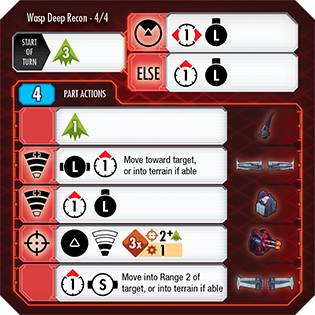 Wasp Deep Recon - 4/4
START OF TURN
3
1 L
ELSE
1 L
4 PART ACTIONS
1
L 1 Move toward target,
or into terrain if able
1 L
3x 2+
1
1 S Move into Range 2 of
target, or into terrain if able